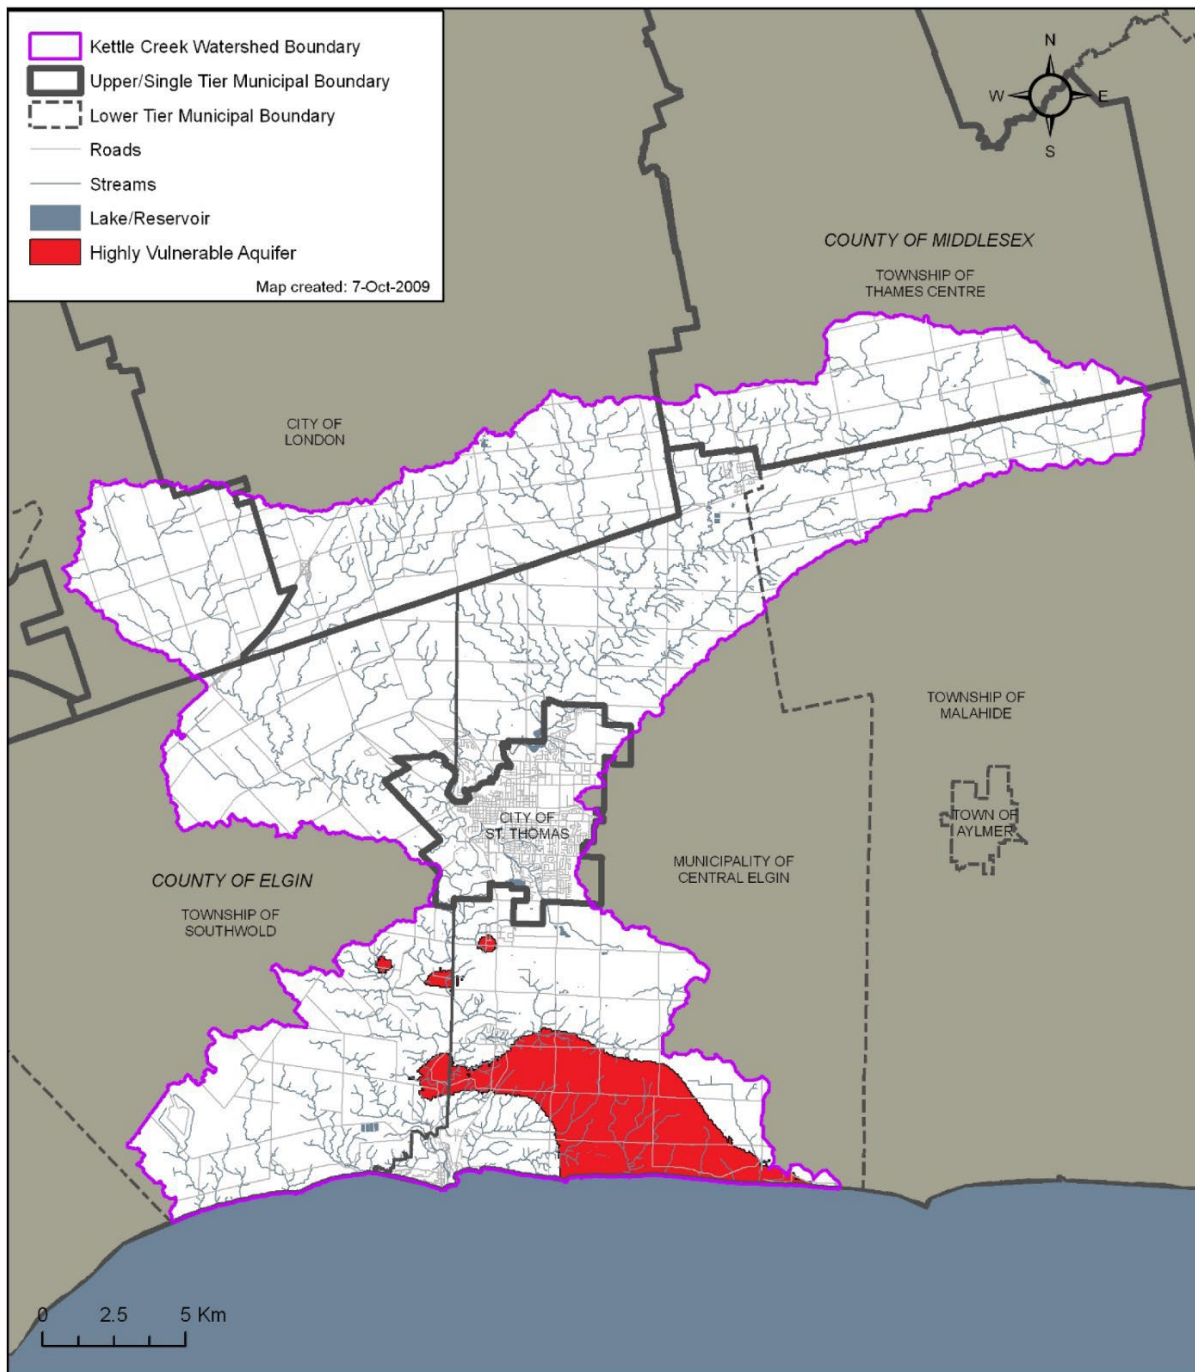 Kettle Creek Watershed Boundary
Upper/Single Tier Municipal Boundary
Lower Tier Municipal Boundary
Roads
Streams
Lake/Reservoir
Highly Vulnerable Aquifer
Map created: 7-Oct-2009
N
W
E
S
COUNTY OF MIDDLESEX
TOWNSHIP OF
THAMES CENTRE
CITY OF
LONDON
TOWNSHIP OF
MALAHIDE
TOWN OF
AYLMER
CITY OF
ST. THOMAS
MUNICIPALITY OF
CENTRAL ELGIN
COUNTY OF ELGIN
TOWNSHIP OF
SOUTHWOLD
0 2.5 5 Km